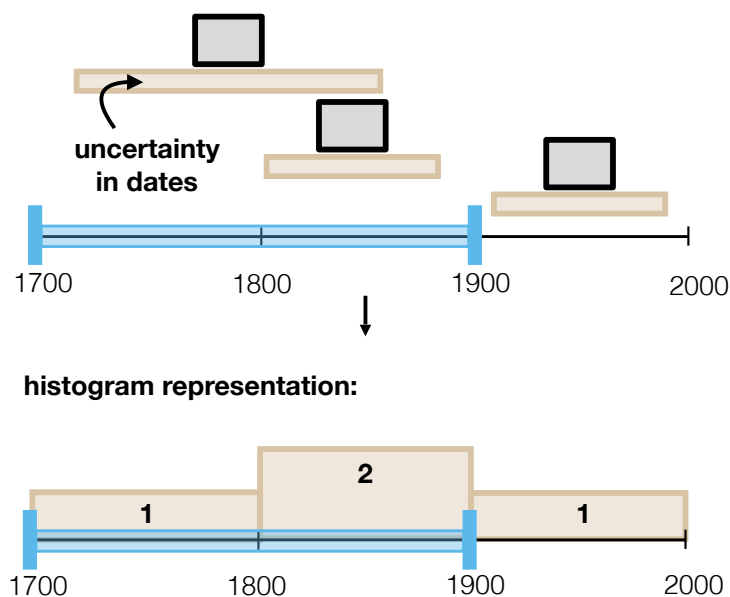 uncertainty
in dates
1700 1800 1900 2000
histogram representation:
1 2 1
1700 1800 1900 2000